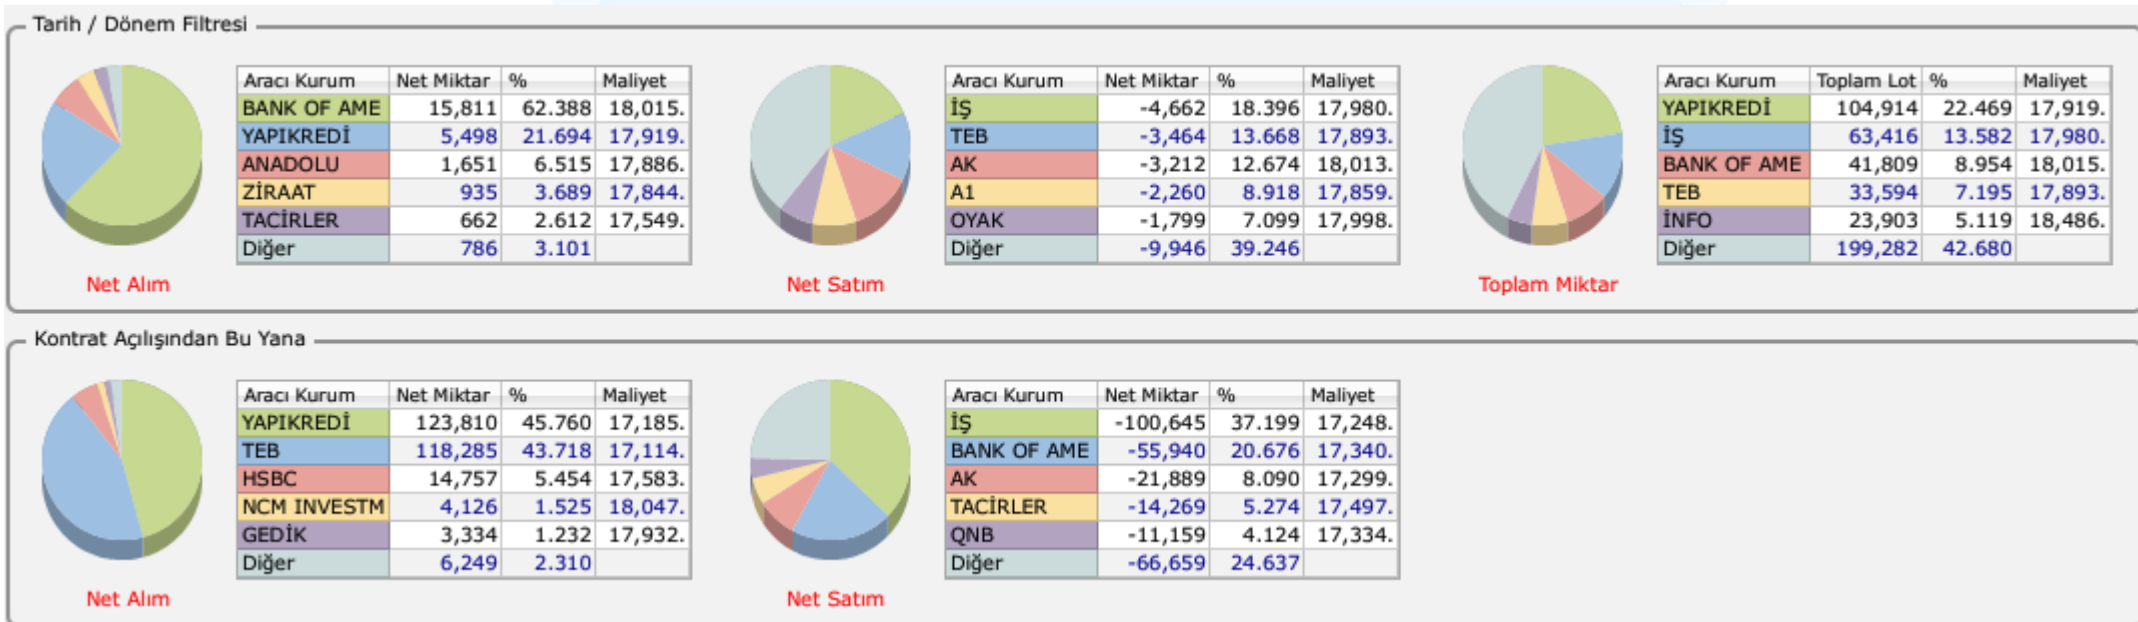 Tarih / Dönem Filtresi
Aracı Kurum Net Miktar % Maliyet
BANK OF AME 15,811 62.388 18,015.
YAPIKREDİ 5,498 21.694 17,919.
ANADOLU 1,651 6.515 17,886.
ZİRAAT 935 3.689 17,844.
TACİRLER 662 2.612 17,549.
Diğer 786 3.101
Net Alım
Aracı Kurum Net Miktar % Maliyet
İŞ -4,662 18.396 17,980.
TEB -3,464 13.668 17,893.
AK -3,212 12.674 18,013.
A1 -2,260 8.918 17,859.
OYAK -1,799 7.099 17,998.
Diğer -9,946 39.246
Net Satım
Aracı Kurum Toplam Lot % Maliyet
YAPIKREDİ 104,914 22.469 17,919.
İŞ 63,416 13.582 17,980.
BANK OF AME 41,809 8.954 18,015.
TEB 33,594 7.195 17,893.
İNFO 23,903 5.119 18,486.
Diğer 199,282 42.680
Toplam Miktar
Kontrat Açılışından Bu Yana
Aracı Kurum Net Miktar % Maliyet
YAPIKREDİ 123,810 45.760 17,185.
TEB 118,285 43.718 17,114.
HSBC 14,757 5.454 17,583.
NCM INVESTM 4,126 1.525 18,047.
GEDİK 3,334 1.232 17,932.
Diğer 6,249 2.310
Net Alım
Aracı Kurum Net Miktar % Maliyet
İŞ -100,645 37.199 17,248.
BANK OF AME -55,940 20.676 17,340.
AK -21,889 8.090 17,299.
TACİRLER -14,269 5.274 17,497.
QNB -11,159 4.124 17,334.
Diğer -66,659 24.637
Net Satım